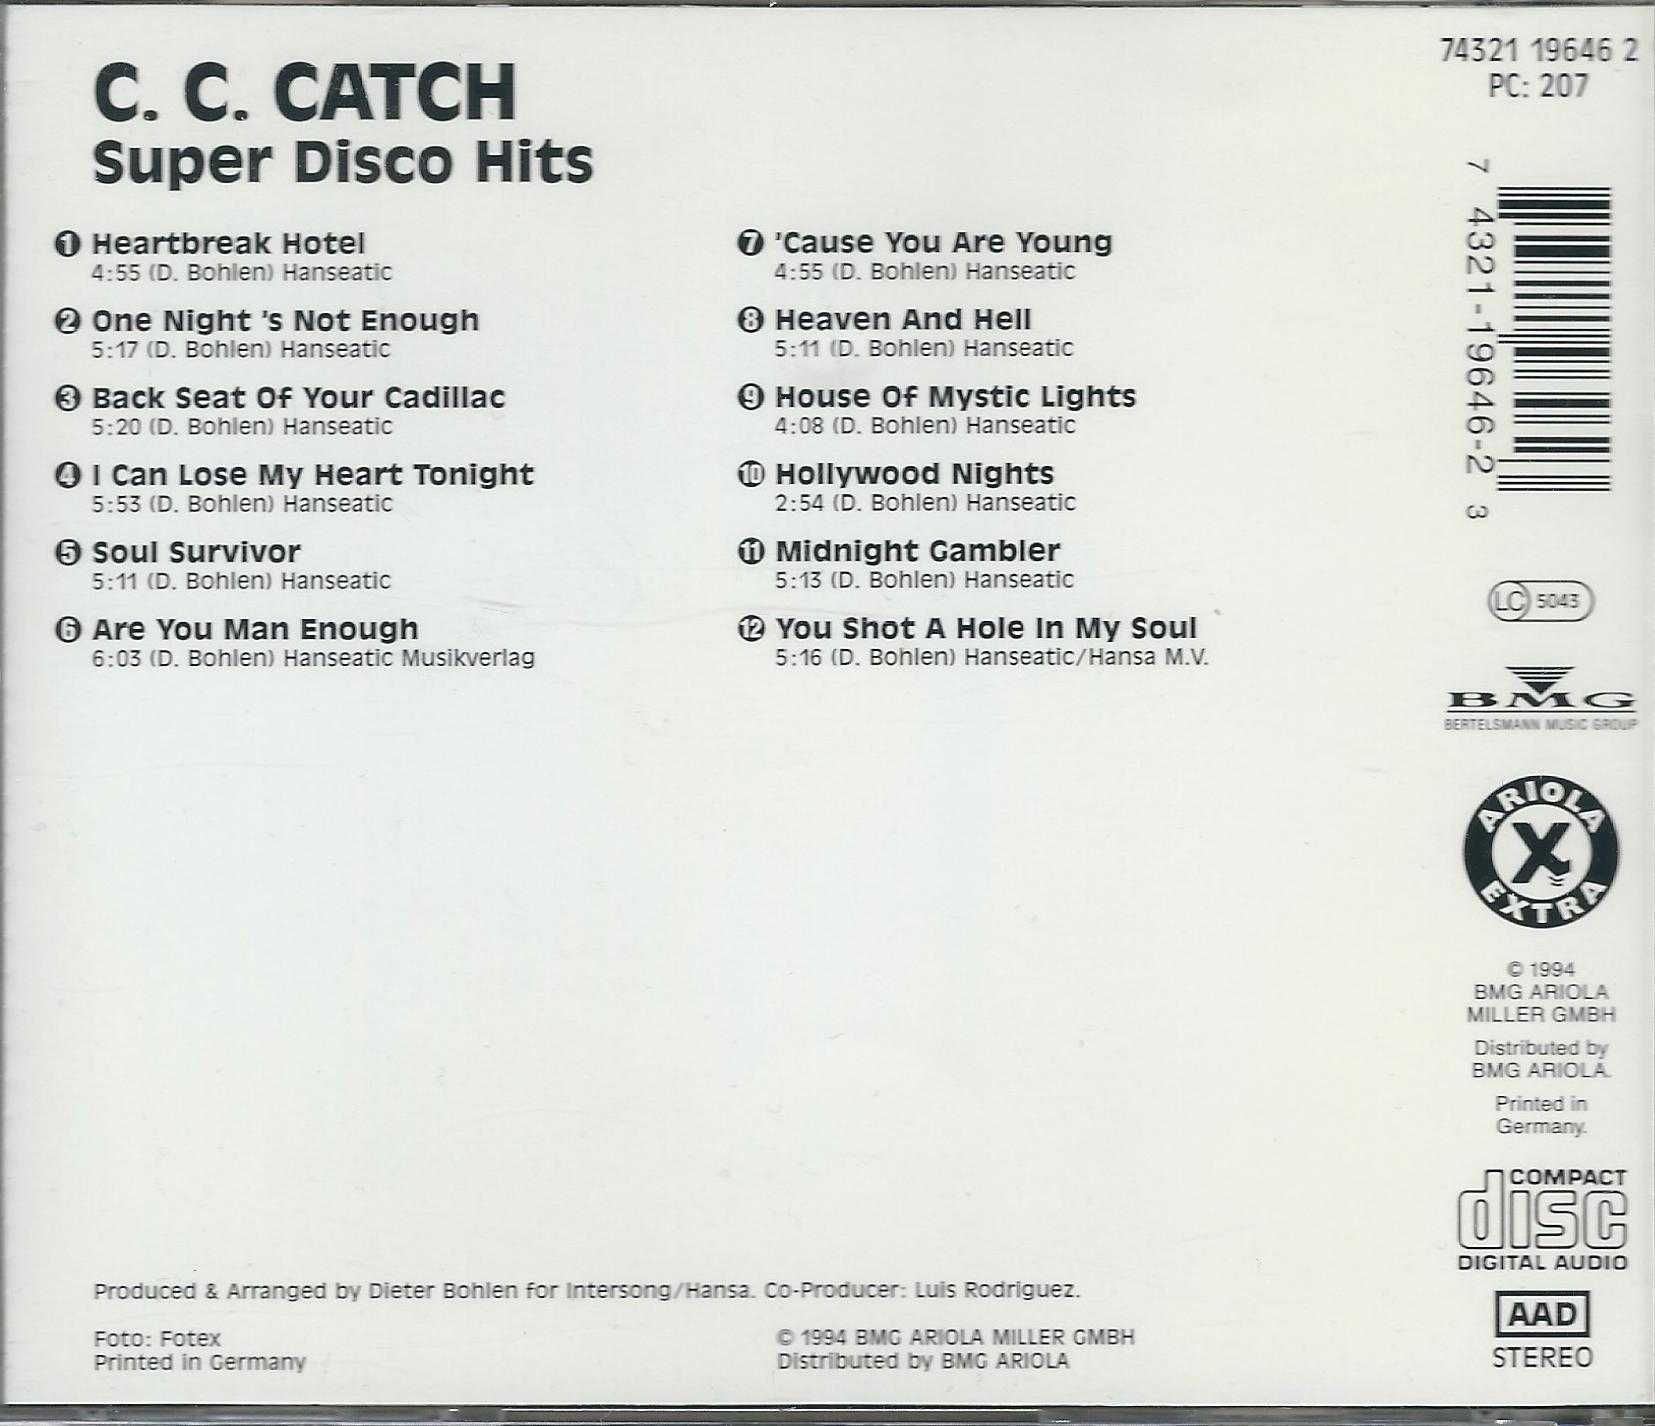 C. C. CATCH
Super Disco Hits
1 Heartbreak Hotel
4:55 (D. Bohlen) Hanseatic
2 One Night 's Not Enough
5:17 (D. Bohlen) Hanseatic
3 Back Seat Of Your Cadillac
5:20 (D. Bohlen) Hanseatic
4 I Can Lose My Heart Tonight
5:53 (D. Bohlen) Hanseatic
5 Soul Survivor
5:11 (D. Bohlen) Hanseatic
6 Are You Man Enough
6:03 (D. Bohlen) Hanseatic Musikverlag
7 'Cause You Are Young
4:55 (D. Bohlen) Hanseatic
8 Heaven And Hell
5:11 (D. Bohlen) Hanseatic
9 House Of Mystic Lights
4:08 (D. Bohlen) Hanseatic
10 Hollywood Nights
2:54 (D. Bohlen) Hanseatic
11 Midnight Gambler
5:13 (D. Bohlen) Hanseatic
12 You Shot A Hole In My Soul
5:16 (D. Bohlen) Hanseatic/Hansa M.V.
Produced & Arranged by Dieter Bohlen for Intersong/Hansa. Co-Producer: Luis Rodriguez.
Foto: Fotex
Printed in Germany
© 1994 BMG ARIOLA MILLER GMBH
Distributed by BMG ARIOLA
74321 19646 2
PC: 207
7 4321-19646-2 3
LC 5043
BMG
BERTELSMANN MUSIC GROUP
ARIOLA
X
EXTRA
© 1994
BMG ARIOLA
MILLER GMBH
Distributed by
BMG ARIOLA.
Printed in
Germany.
COMPACT
disc
DIGITAL AUDIO
AAD
STEREO